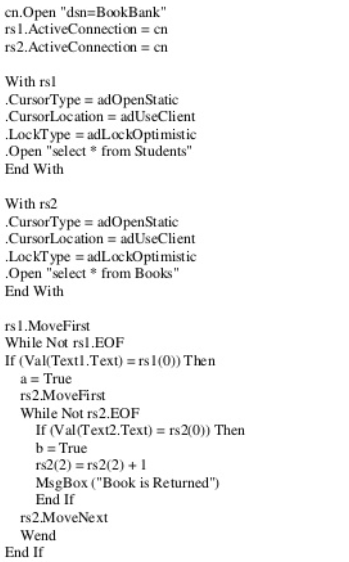 cn.Open "dsn=BookBank"
rs1.ActiveConnection = cn
rs2.ActiveConnection = cn

With rs1
.CursorType = adOpenStatic
.CursorLocation = adUseClient
.LockType = adLockOptimistic
.Open "select * from Students"
End With

With rs2
.CursorType = adOpenStatic
.CursorLocation = adUseClient
.LockType = adLockOptimistic
.Open "select * from Books"
End With

rs1.MoveFirst
While Not rs1.EOF
If (Val(Text1.Text) = rs1(0)) Then
    a = True
    rs2.MoveFirst
    While Not rs2.EOF
        If (Val(Text2.Text) = rs2(0)) Then
        b = True
        rs2(2) = rs2(2) + 1
        MsgBox ("Book is Returned")
        End If
    rs2.MoveNext
    Wend
End If